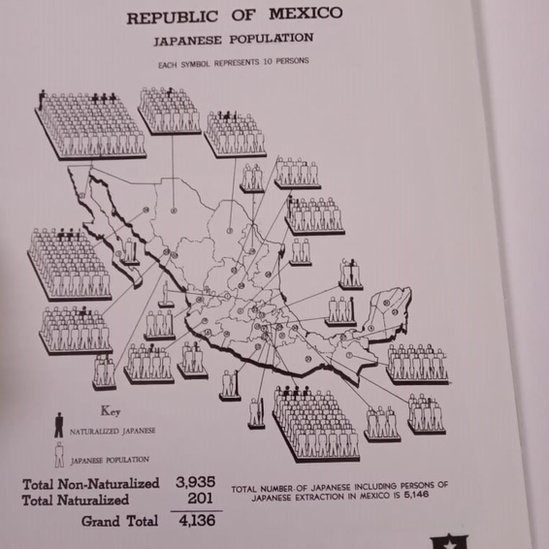 REPUBLIC OF MEXICO
JAPANESE POPULATION
EACH SYMBOL REPRESENTS 10 PERSONS
Key
NATURALIZED JAPANESE
JAPANESE POPULATION
Total Non-Naturalized 3,935
Total Naturalized 201
Grand Total 4,136
TOTAL NUMBER OF JAPANESE INCLUDING PERSONS OF
JAPANESE EXTRACTION IN MEXICO IS 5,146